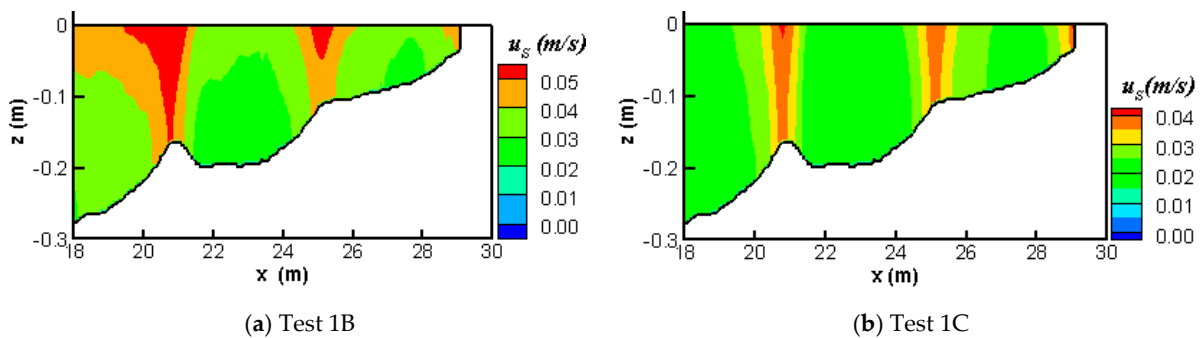 0
-0.1
-0.2
-0.3
z (m)
18 20 22 24 26 28 30
x (m)
u_s (m/s)
0.05
0.04
0.03
0.02
0.01
0.00
(a) Test 1B
0
-0.1
-0.2
-0.3
z (m)
18 20 22 24 26 28 30
x (m)
u_s(m/s)
0.04
0.03
0.02
0.01
0.00
(b) Test 1C